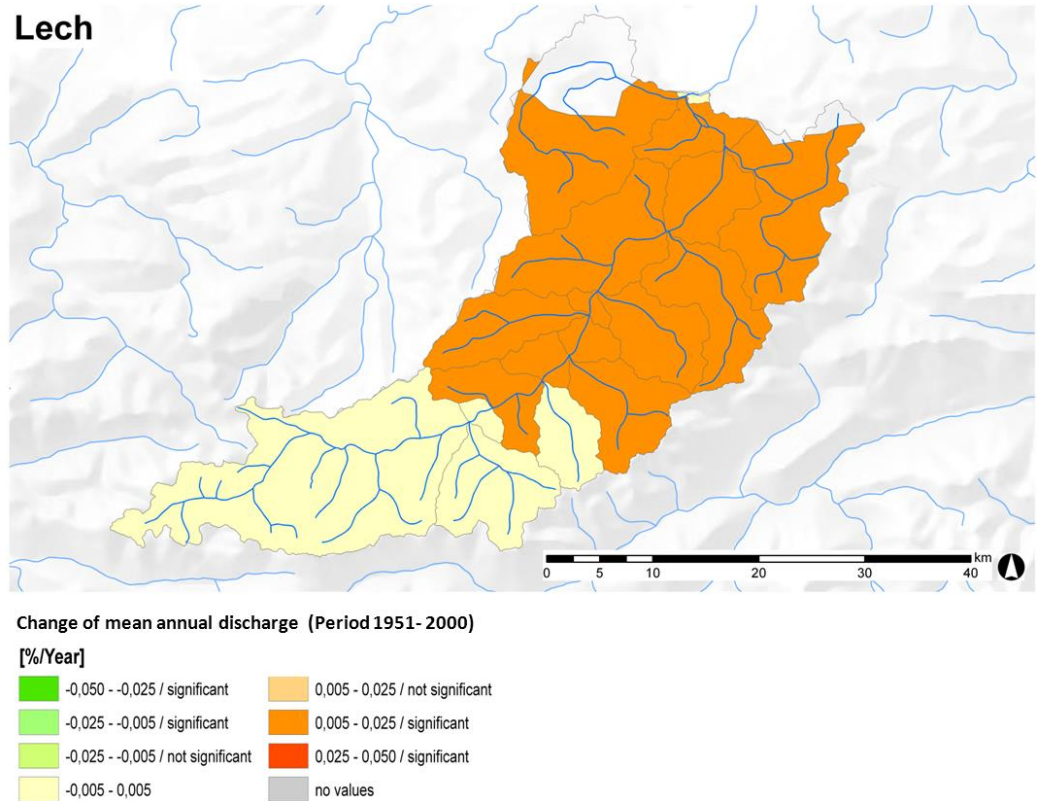 Lech
km
0 5 10 20 30 40
Change of mean annual discharge (Period 1951- 2000)
[%/Year]
-0,050 - -0,025 / significant
-0,025 - -0,005 / significant
-0,025 - -0,005 / not significant
-0,005 - 0,005
0,005 - 0,025 / not significant
0,005 - 0,025 / significant
0,025 - 0,050 / significant
no values